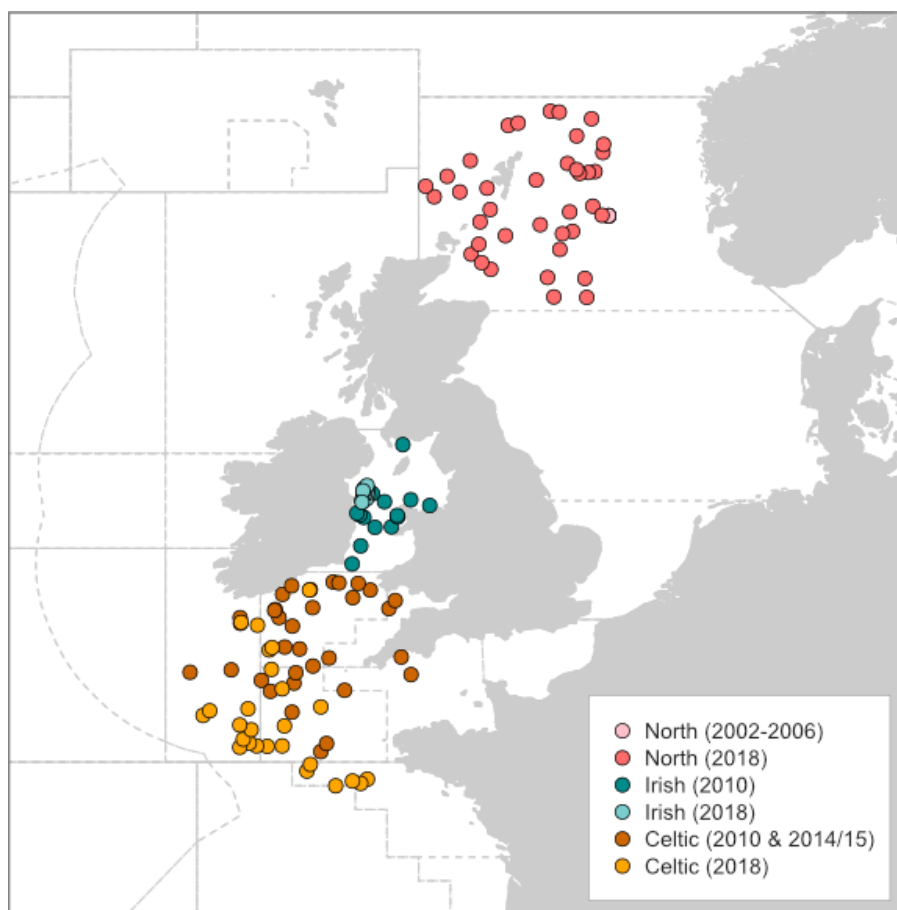 North (2002-2006)
North (2018)
Irish (2010)
Irish (2018)
Celtic (2010 & 2014/15)
Celtic (2018)